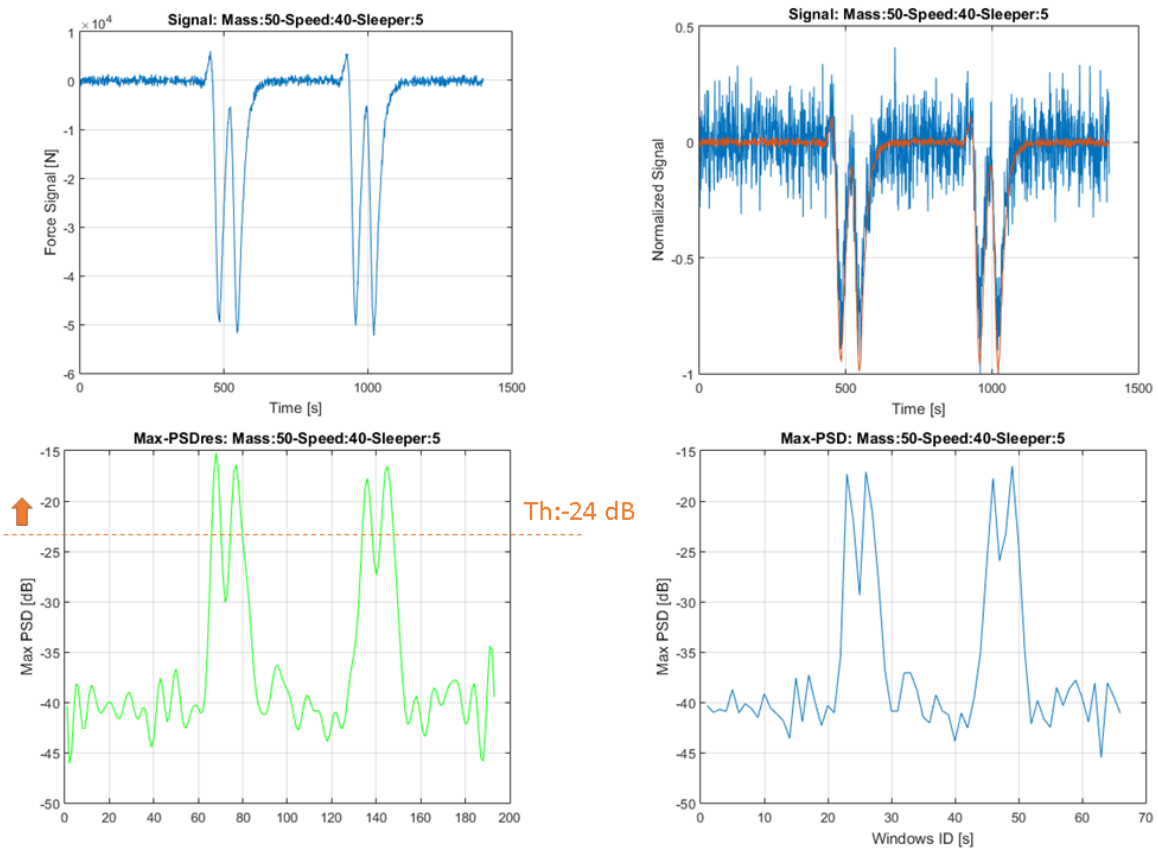 Signal: Mass:50-Speed:40-Sleeper:5
1 × 10^4
0
-1
-2
-3
-4
-5
-6
Force Signal [N]
0 500 1000 1500
Time [s]
Signal: Mass:50-Speed:40-Sleeper:5
0.5
0
-0.5
-1
Normalized Signal
0 500 1000 1500
Time [s]
Max-PSDres: Mass:50-Speed:40-Sleeper:5
-15
-20
-25
-30
-35
-40
-45
-50
Max PSD [dB]
0 20 40 60 80 100 120 140 160 180 200
Th:-24 dB
Max-PSD: Mass:50-Speed:40-Sleeper:5
-15
-20
-25
-30
-35
-40
-45
-50
Max PSD [dB]
0 10 20 30 40 50 60 70
Windows ID [s]